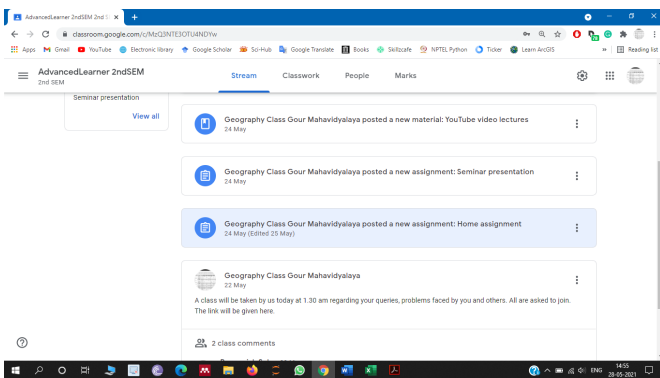 AdvancedLearner 2ndSEM 2nd S
classroom.google.com/c/MzQ3NTE3OTU4NDYw
Apps Gmail YouTube Electronic library Google Scholar Sci-Hub Google Translate Books Skillzcafe NPTEL Python Ticker Learn ArcGIS » Reading list
AdvancedLearner 2ndSEM
2nd SEM
Stream Classwork People Marks
Seminar presentation
View all
Geography Class Gour Mahavidyalaya posted a new material: YouTube video lectures
24 May
Geography Class Gour Mahavidyalaya posted a new assignment: Seminar presentation
24 May
Geography Class Gour Mahavidyalaya posted a new assignment: Home assignment
24 May (Edited 25 May)
Geography Class Gour Mahavidyalaya
22 May
A class will be taken by us today at 1.30 am regarding your queries, problems faced by you and others. All are asked to join.
The link will be given here.
2 class comments
ENG
14:55
28-05-2021